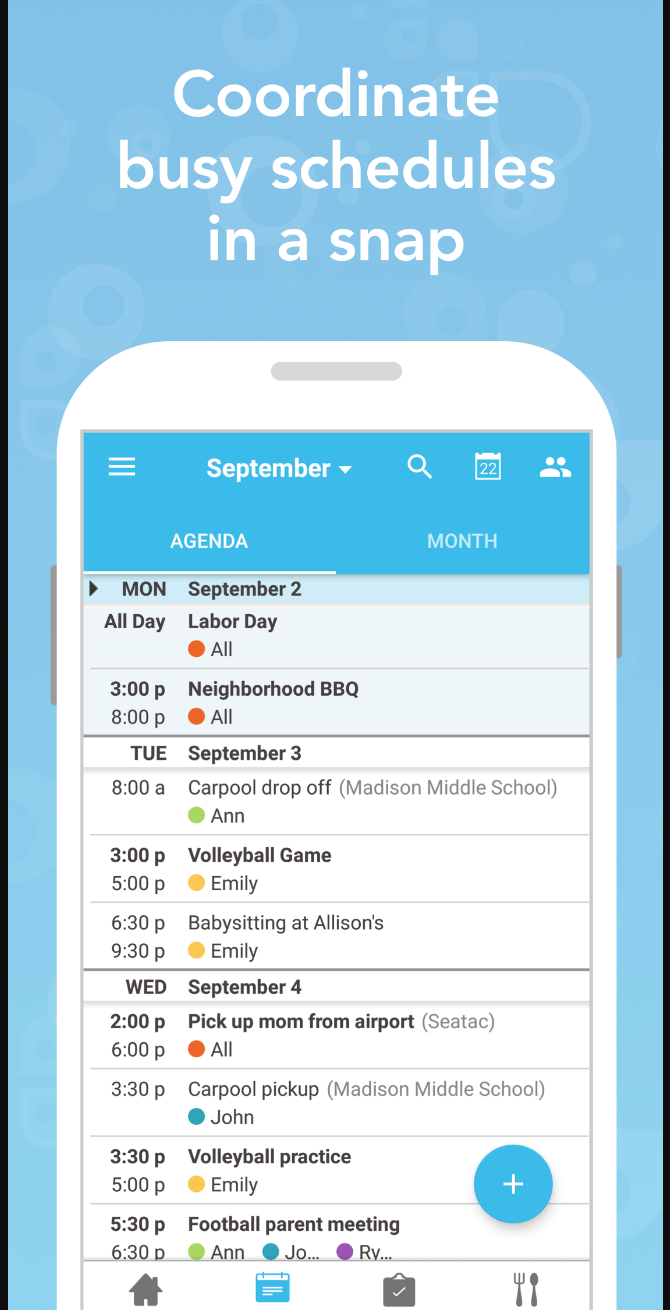 Coordinate
busy schedules
in a snap
September
22
AGENDA MONTH
MON September 2
All Day Labor Day
All
3:00 p Neighborhood BBQ
8:00 p All
TUE September 3
8:00 a Carpool drop off (Madison Middle School)
Ann
3:00 p Volleyball Game
5:00 p Emily
6:30 p Babysitting at Allison's
9:30 p Emily
WED September 4
2:00 p Pick up mom from airport (Seatac)
6:00 p All
3:30 p Carpool pickup (Madison Middle School)
John
3:30 p Volleyball practice
5:00 p Emily
5:30 p Football parent meeting
6:30 p Ann Jo... Ry...